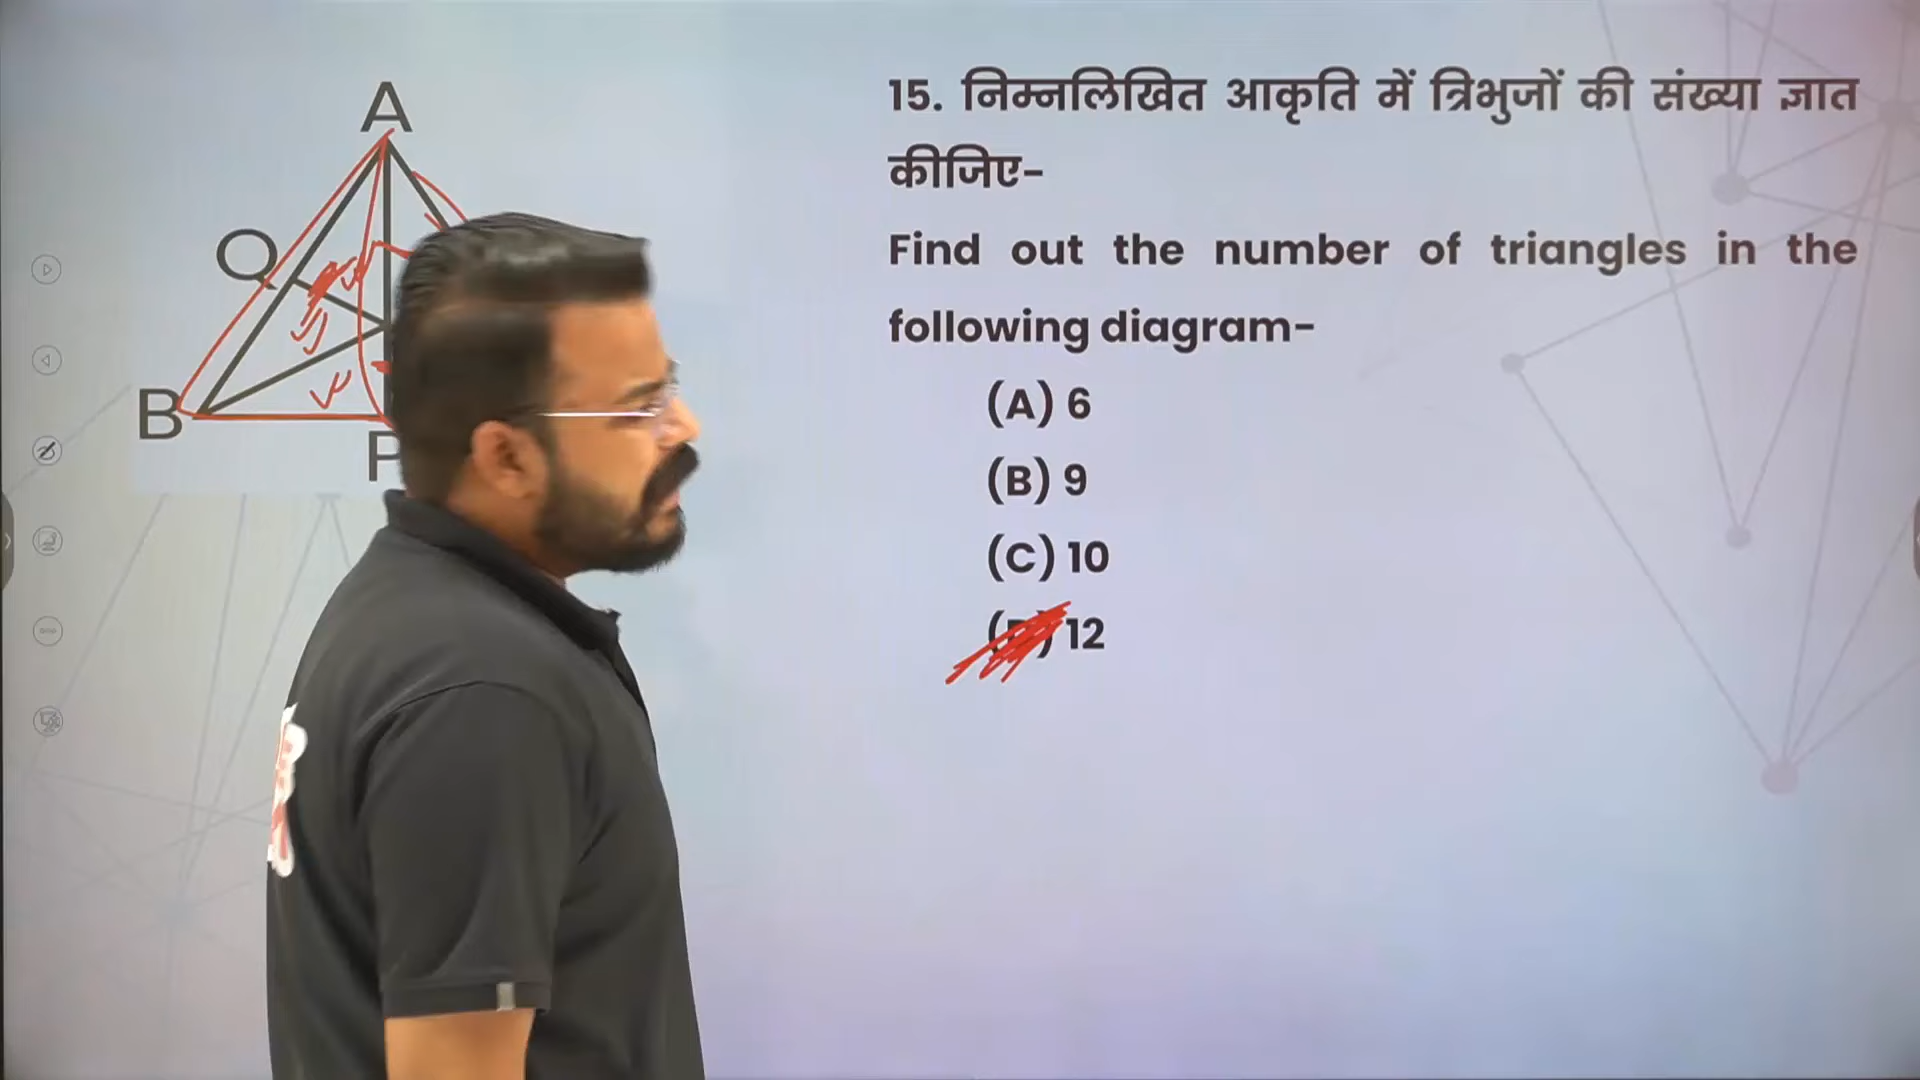 A
Q
B
P
15. निम्नलिखित आकृति में त्रिभुजों की संख्या ज्ञात
कीजिए-
Find out the number of triangles in the
following diagram-
(A) 6
(B) 9
(C) 10
12